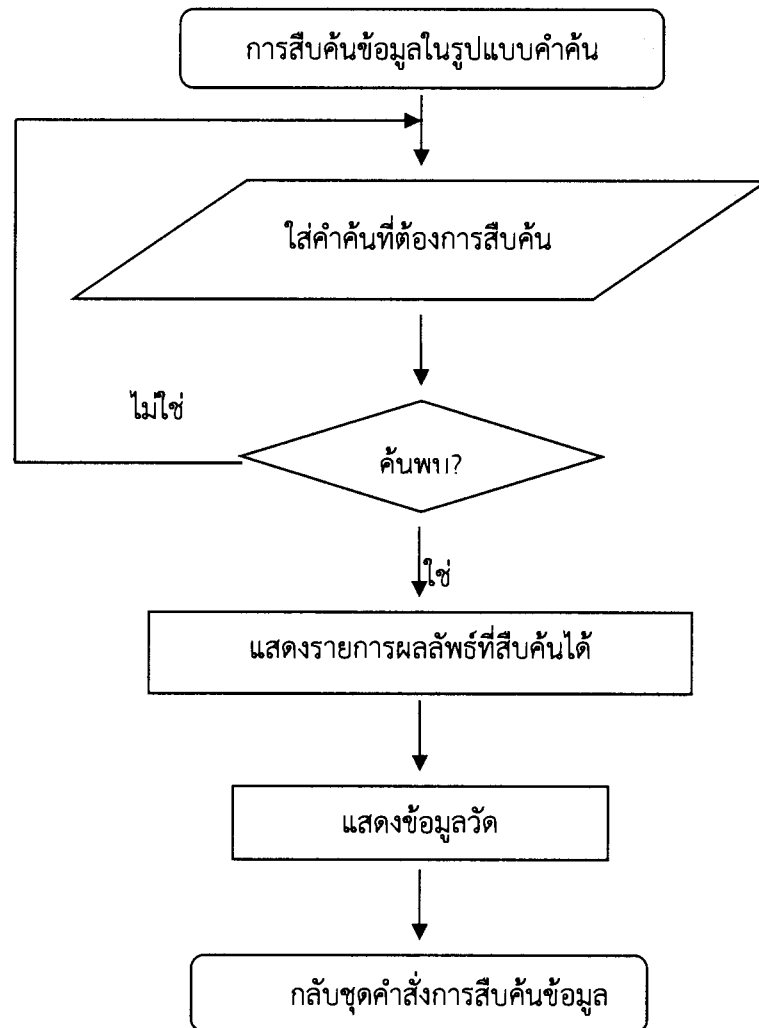 การสืบค้นข้อมูลในรูปแบบคำค้น
ใส่คำค้นที่ต้องการสืบค้น
ไม่ใช่
ค้นพบ?
ใช่
แสดงรายการผลลัพธ์ที่สืบค้นได้
แสดงข้อมูลวัด
กลับชุดคำสั่งการสืบค้นข้อมูล